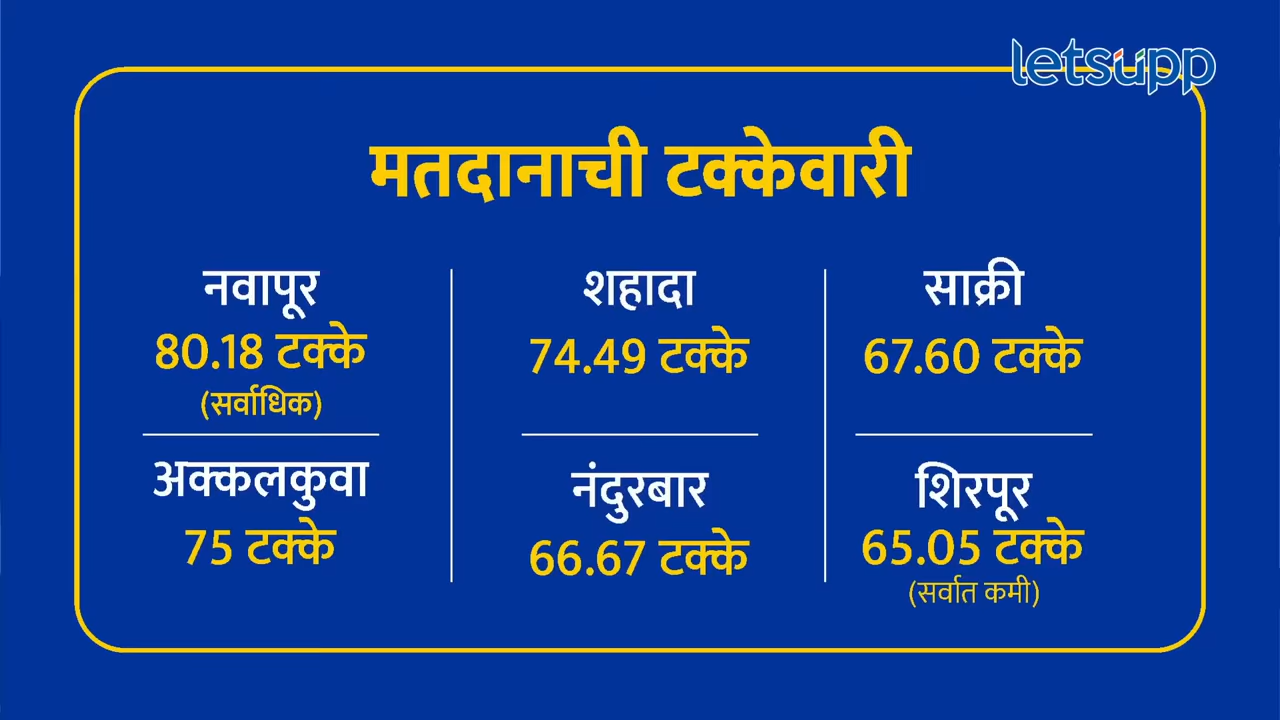 letsupp
मतदानाची टक्केवारी
नवापूर
80.18 टक्के
(सर्वाधिक)
शहादा
74.49 टक्के
साक्री
67.60 टक्के
अक्कलकुवा
75 टक्के
नंदुरबार
66.67 टक्के
शिरपूर
65.05 टक्के
(सर्वात कमी)